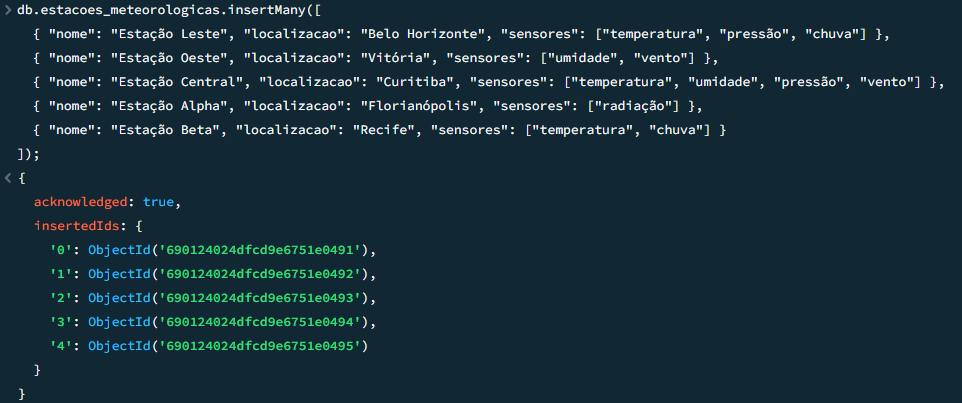 > db.estacoes_meteorologicas.insertMany([
  { "nome": "Estação Leste", "localizacao": "Belo Horizonte", "sensores": ["temperatura", "pressão", "chuva"] },
  { "nome": "Estação Oeste", "localizacao": "Vitória", "sensores": ["umidade", "vento"] },
  { "nome": "Estação Central", "localizacao": "Curitiba", "sensores": ["temperatura", "umidade", "pressão", "vento"] },
  { "nome": "Estação Alpha", "localizacao": "Florianópolis", "sensores": ["radiação"] },
  { "nome": "Estação Beta", "localizacao": "Recife", "sensores": ["temperatura", "chuva"] }
]);
< {
  acknowledged: true,
  insertedIds: {
    '0': ObjectId('690124024dfcd9e6751e0491'),
    '1': ObjectId('690124024dfcd9e6751e0492'),
    '2': ObjectId('690124024dfcd9e6751e0493'),
    '3': ObjectId('690124024dfcd9e6751e0494'),
    '4': ObjectId('690124024dfcd9e6751e0495')
  }
}